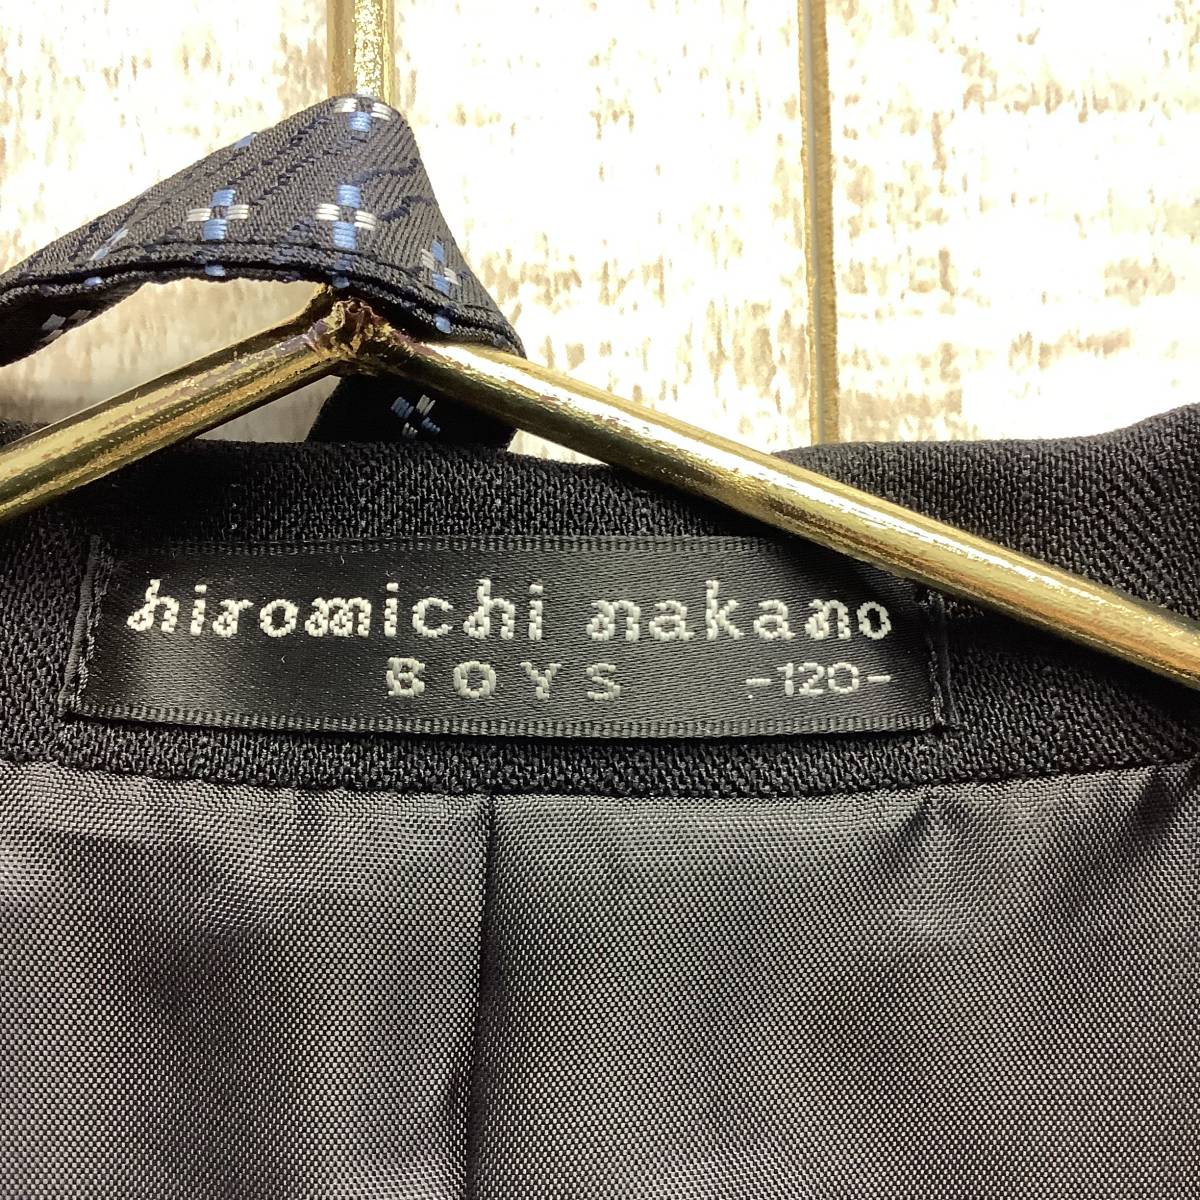 hiromichi nakano
BOYS -120-